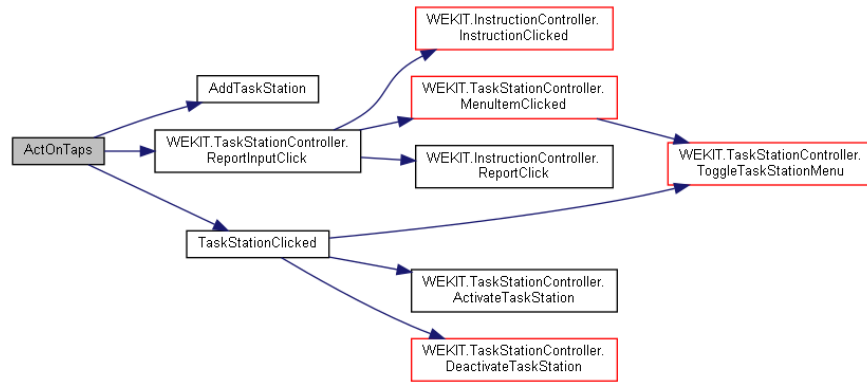 WEKIT.InstructionController.
InstructionClicked
AddTaskStation
WEKIT.TaskStationController.
MenuItemClicked
ActOnTaps
WEKIT.TaskStationController.
ReportInputClick
WEKIT.InstructionController.
ReportClick
WEKIT.TaskStationController.
ToggleTaskStationMenu
TaskStationClicked
WEKIT.TaskStationController.
ActivateTaskStation
WEKIT.TaskStationController.
DeactivateTaskStation